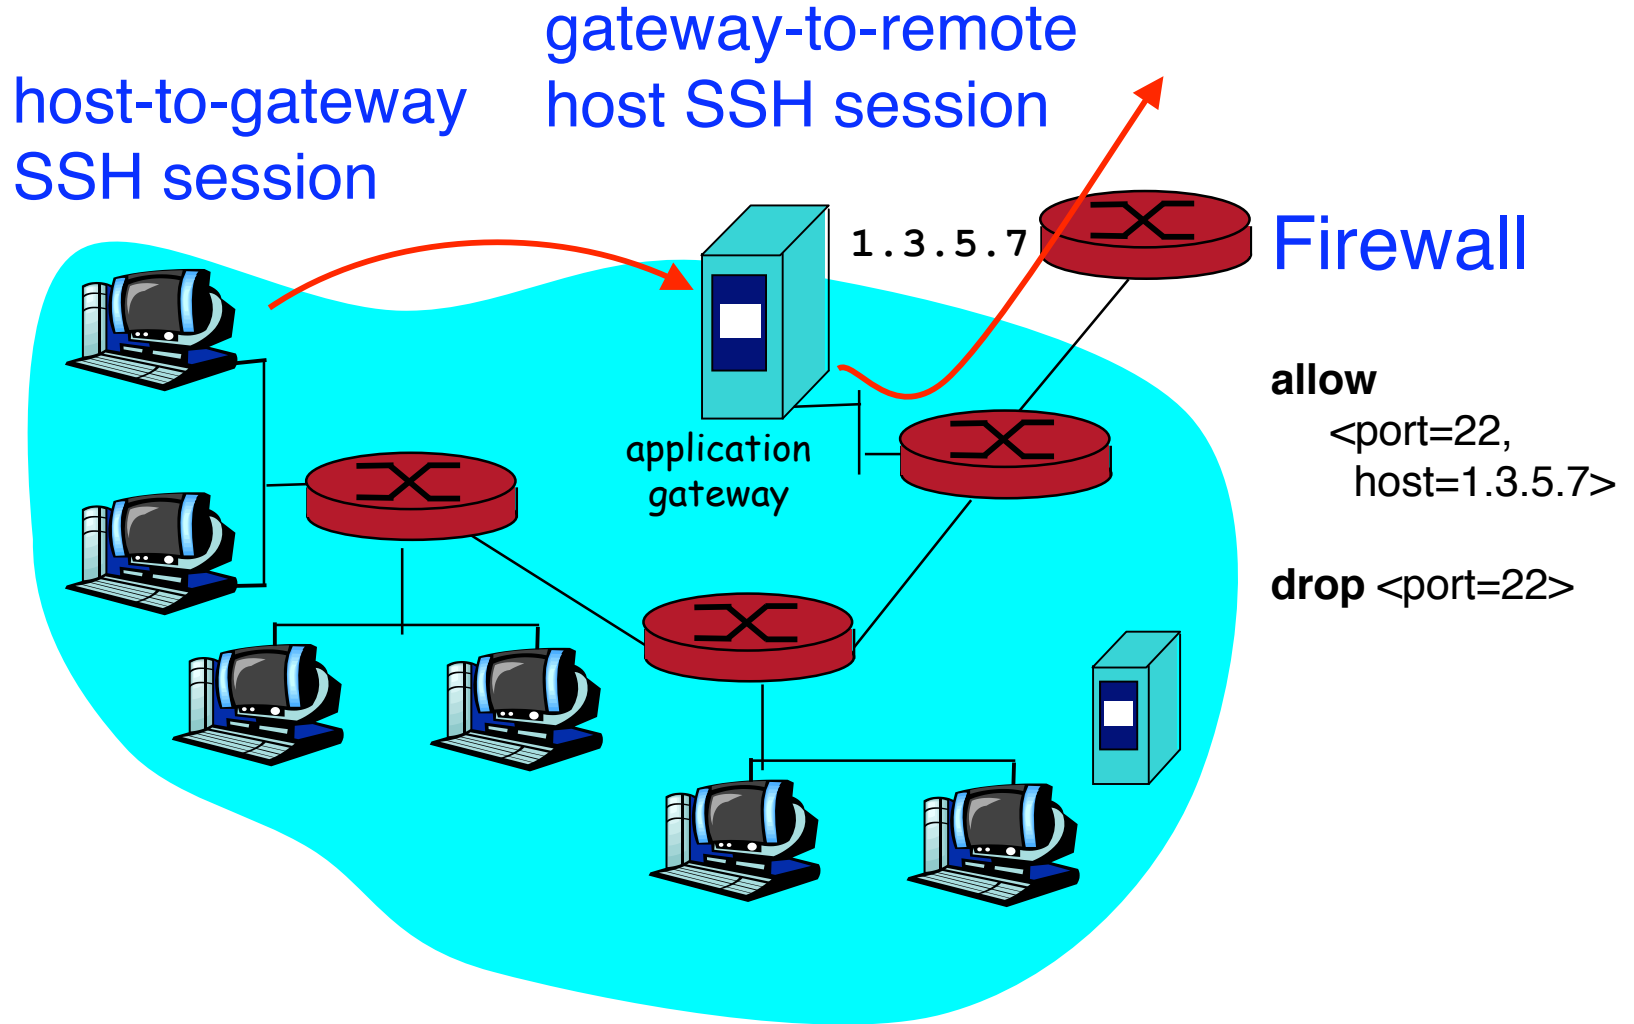 gateway-to-remote
host SSH session
host-to-gateway
SSH session
1.3.5.7
Firewall
application
gateway
allow
<port=22,
host=1.3.5.7>
drop <port=22>